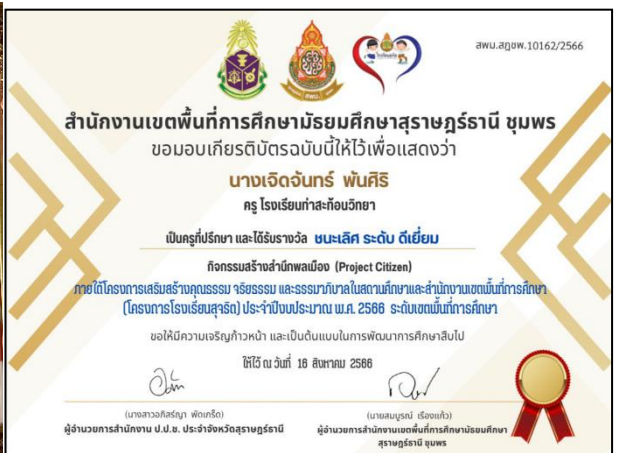 สพม.สฎชพ.10162/2566
สำนักงานเขตพื้นที่การศึกษามัธยมศึกษาสุราษฎร์ธานี ชุมพร
ขอมอบเกียรติบัตรฉบับนี้ให้ไว้เพื่อแสดงว่า
นางเจิดจันทร์ พันศิริ
ครู โรงเรียนท่าสะท้อนวิทยา
เป็นครูที่ปรึกษา และได้รับรางวัล ชนะเลิศ ระดับ ดีเยี่ยม
กิจกรรมสร้างสำนึกพลเมือง (Project Citizen)
ภายใต้โครงการเสริมสร้างคุณธรรม จริยธรรม และธรรมาภิบาลในสถานศึกษาและสำนักงานเขตพื้นที่การศึกษา
(โครงการโรงเรียนสุจริต) ประจำปีงบประมาณ พ.ศ. 2566 ระดับเขตพื้นที่การศึกษา
ขอให้มีความเจริญก้าวหน้า และเป็นต้นแบบในการพัฒนาการศึกษาสืบไป
ให้ไว้ ณ วันที่ 16 สิงหาคม 2566
(นางสาวอภิสร์ญา พัดเกร็ด)
ผู้อำนวยการสำนักงาน ป.ป.ช. ประจำจังหวัดสุราษฎร์ธานี
(นายสมบูรณ์ เรืองแก้ว)
ผู้อำนวยการสำนักงานเขตพื้นที่การศึกษามัธยมศึกษา
สุราษฎร์ธานี ชุมพร